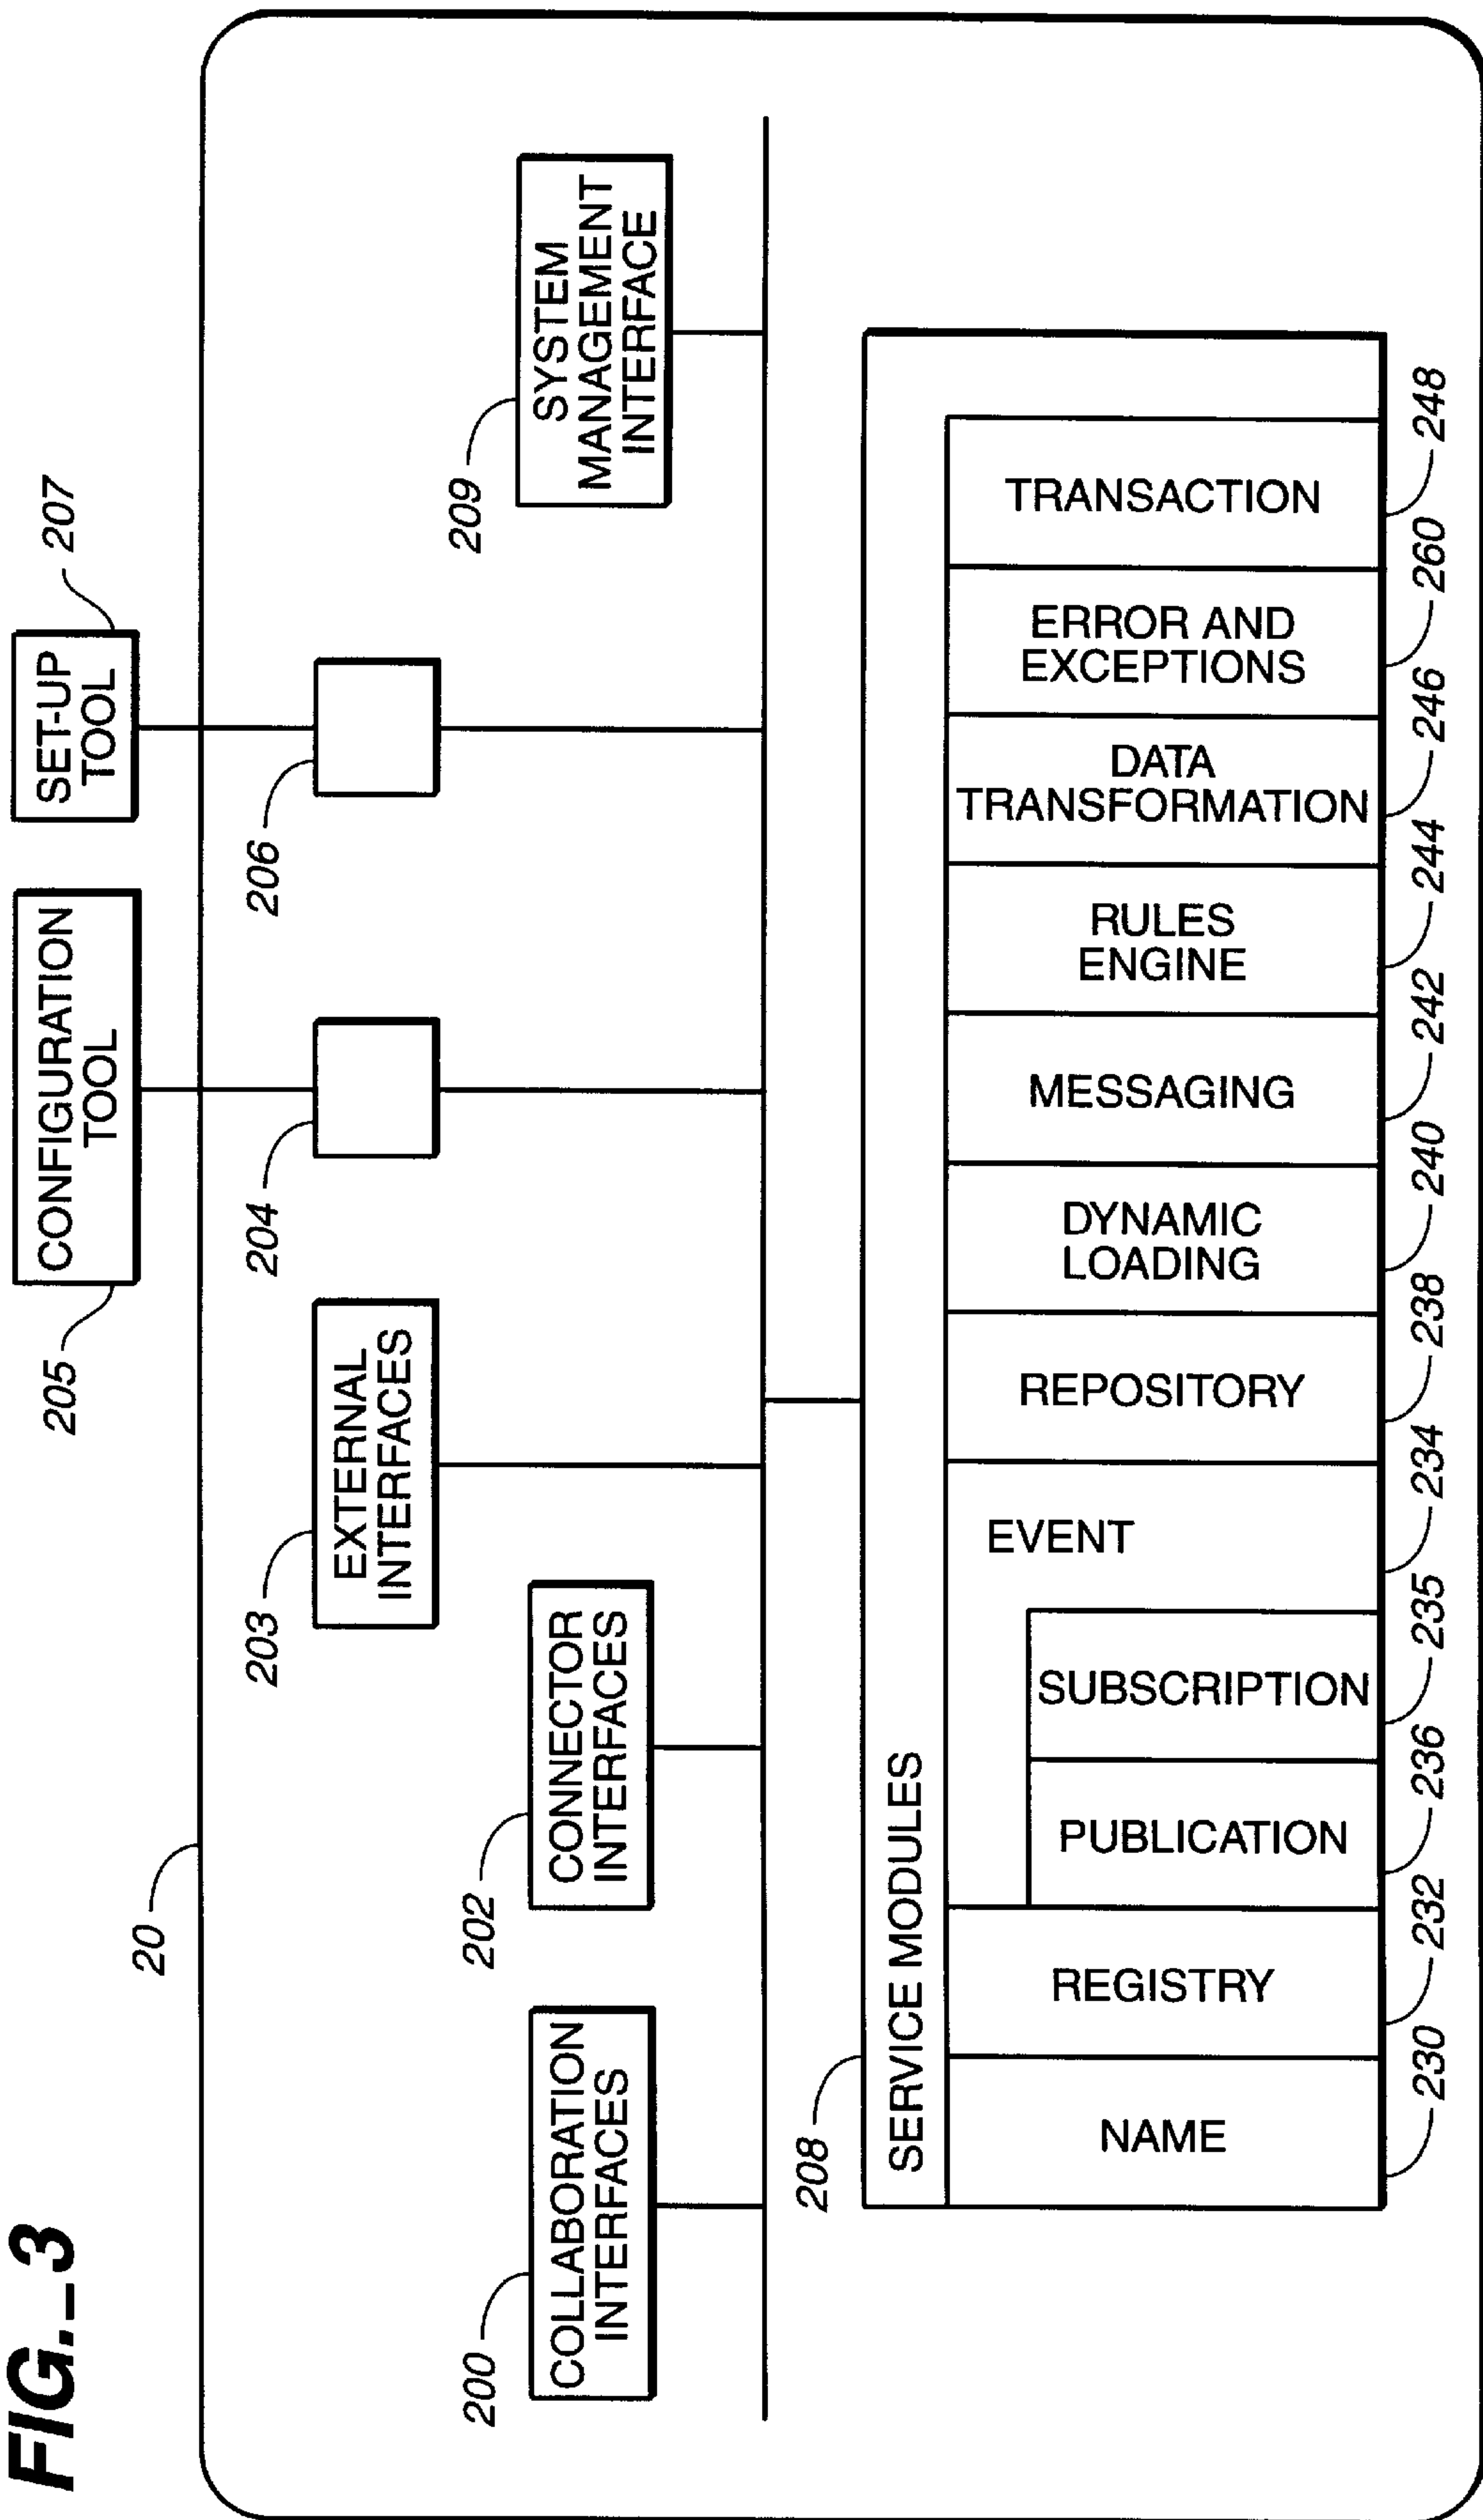 FIG._3
205
CONFIGURATION
TOOL
SET-UP
TOOL
207
20
203
EXTERNAL
INTERFACES
204
206
200
COLLABORATION
INTERFACES
202
CONNECTOR
INTERFACES
209
SYSTEM
MANAGEMENT
INTERFACE
208
SERVICE MODULES
NAME
REGISTRY
PUBLICATION
SUBSCRIPTION
EVENT
REPOSITORY
DYNAMIC
LOADING
MESSAGING
RULES
ENGINE
DATA
TRANSFORMATION
ERROR AND
EXCEPTIONS
TRANSACTION
230
232
236
235
234
238
240
242
244
246
260
248